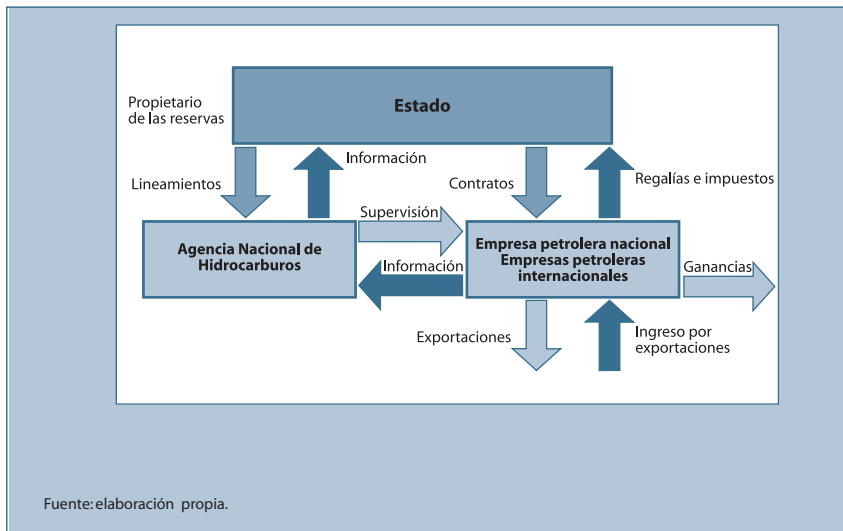 Propietario
de las reservas
Estado
Información
Lineamientos
Contratos
Regalías e impuestos
Supervisión
Agencia Nacional de
Hidrocarburos
Información
Empresa petrolera nacional
Empresas petroleras
internacionales
Ganancias
Exportaciones
Ingreso por
exportaciones
Fuente: elaboración propia.